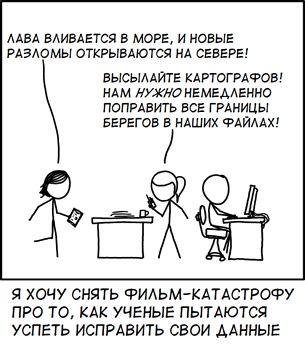 ЛАВА ВЛИВАЕТСЯ В МОРЕ, И НОВЫЕ
РАЗЛОМЫ ОТКРЫВАЮТСЯ НА СЕВЕРЕ!
ВЫСЫЛАЙТЕ КАРТОГРАФОВ!
НАМ НУЖНО НЕМЕДЛЕННО
ПОПРАВИТЬ ВСЕ ГРАНИЦЫ
БЕРЕГОВ В НАШИХ ФАЙЛАХ!
Я ХОЧУ СНЯТЬ ФИЛЬМ-КАТАСТРОФУ
ПРО ТО, КАК УЧЕНЫЕ ПЫТАЮТСЯ
УСПЕТЬ ИСПРАВИТЬ СВОИ ДАННЫЕ